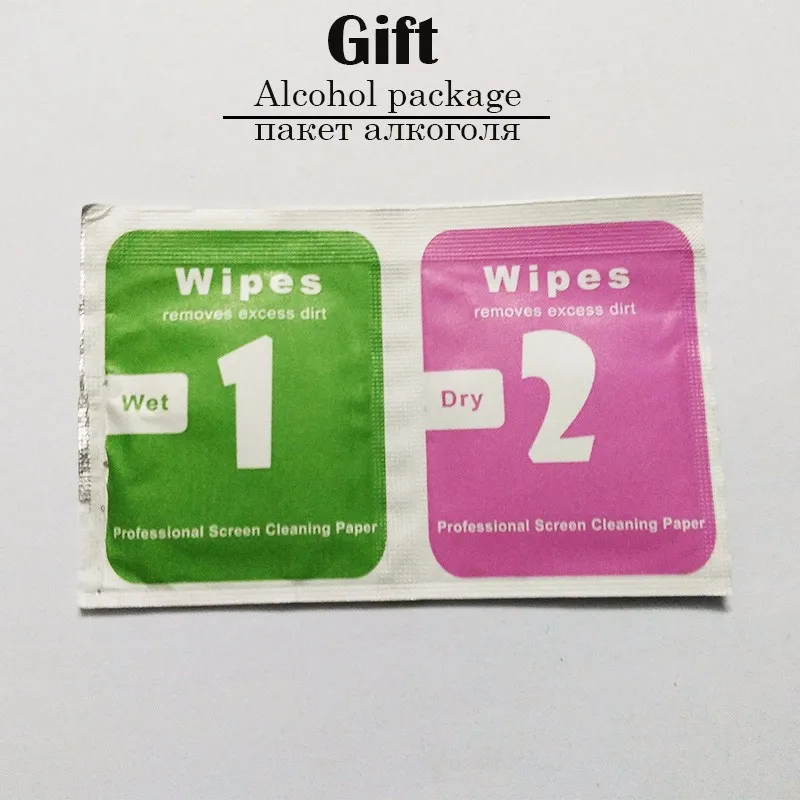 Gift
Alcohol package
пакет алкоголя
Wipes
removes excess dirt
Wet
1
Professional Screen Cleaning Paper
Wipes
removes excess dirt
Dry
2
Professional Screen Cleaning Paper